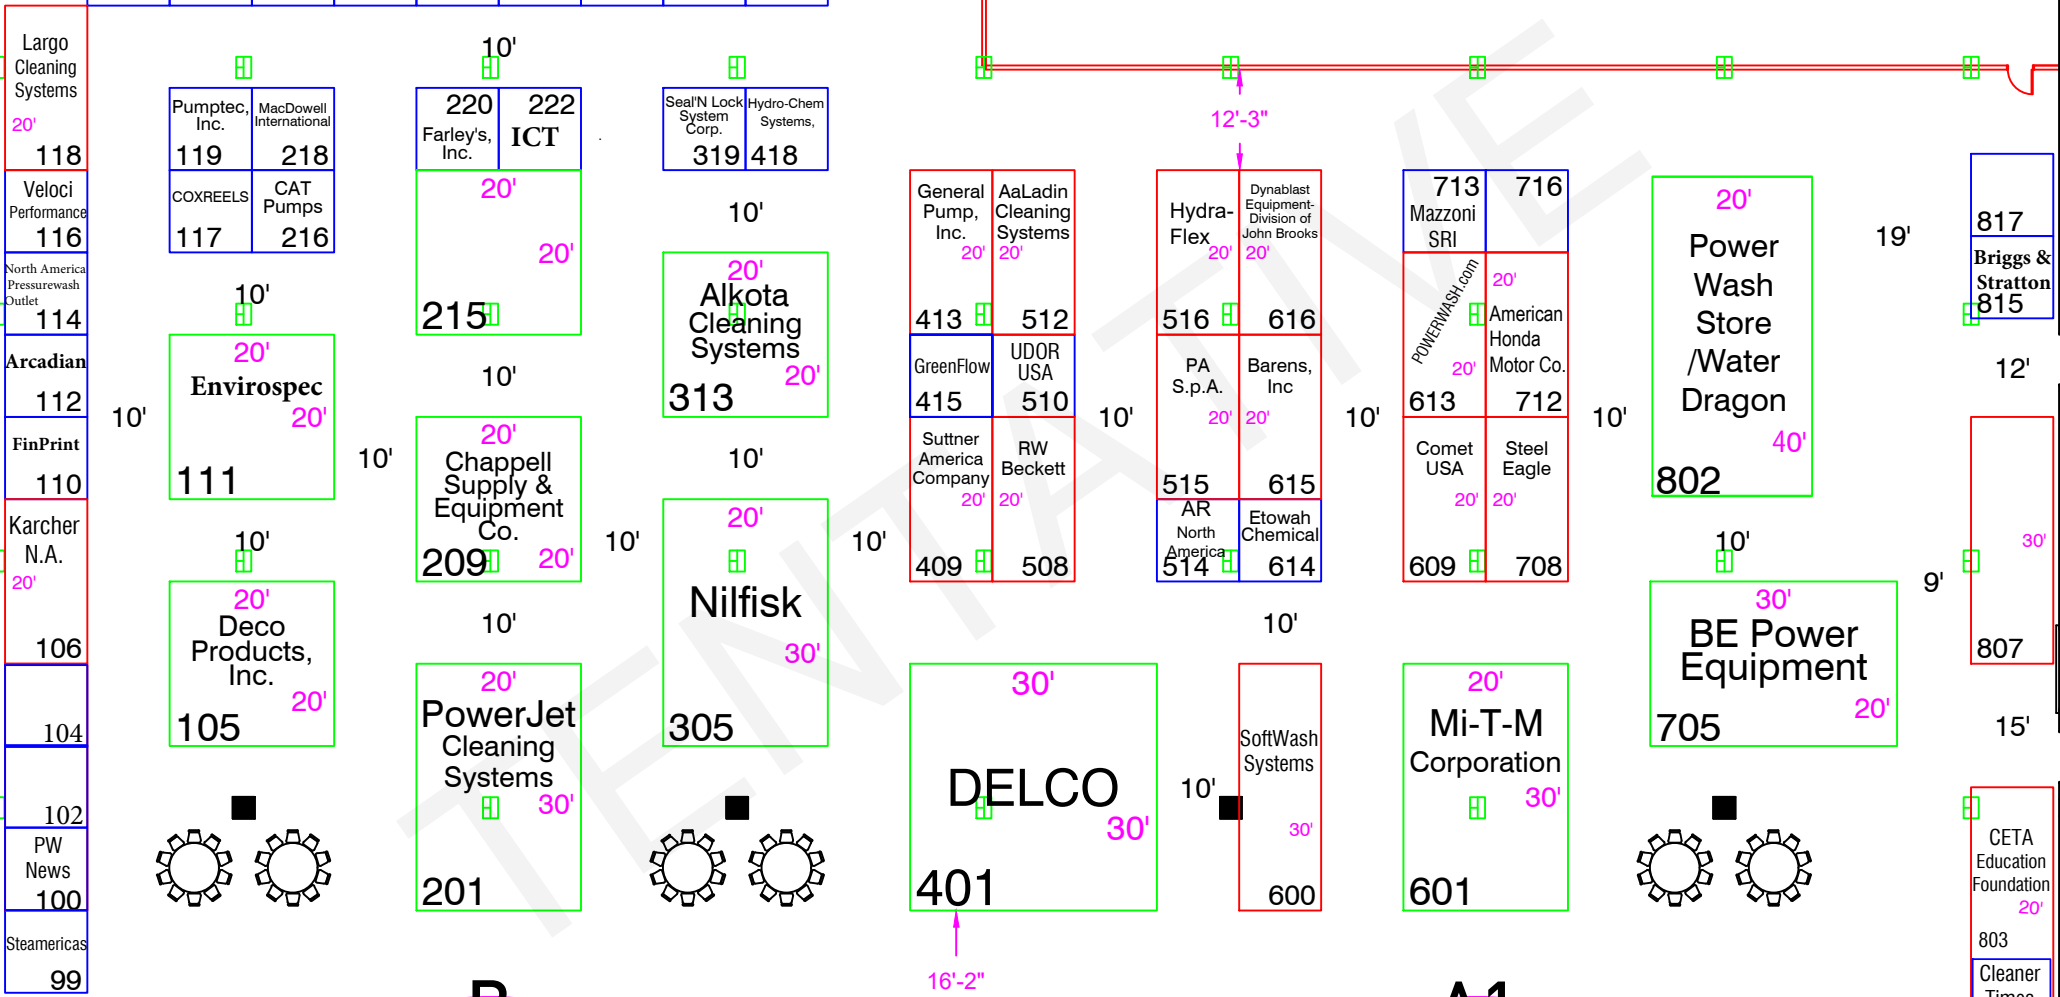 Largo
Cleaning
Systems
20'
118
Veloci
Performance
116
North America
Pressurewash
Outlet
114
Arcadian
112
FinPrint
110
Karcher
N.A.
20'
106
104
102
PW
News
100
Steamericas
99
10'
Pumptec,
Inc.
119
MacDowell
International
218
COXREELS
117
CAT
Pumps
216
10'
20'
Envirospec
20'
111
10'
20'
Deco
Products,
Inc.
20'
105
10'
10'
220
Farley's,
Inc.
222
ICT
20'
20'
215
10'
20'
Chappell
Supply &
Equipment
Co.
20'
209
10'
20'
PowerJet
Cleaning
Systems
30'
201
10'
Seal'N Lock
System
Corp.
319
Hydro-Chem
Systems,
418
10'
20'
Alkota
Cleaning
Systems
20'
313
10'
20'
Nilfisk
30'
305
10'
General
Pump,
Inc.
20'
413
AaLadin
Cleaning
Systems
20'
512
GreenFlow
415
UDOR
USA
510
Suttner
America
Company
20'
409
RW
Beckett
20'
508
30'
DELCO
30'
401
16'-2"
10'
12'-3"
Hydra-
Flex
20'
516
Dynablast
Equipment-
Division of
John Brooks
20'
616
PA
S.p.A.
20'
515
Barens,
Inc
20'
615
AR
North
America
514
Etowah
Chemical
614
10'
10'
SoftWash
Systems
30'
600
10'
713
Mazzoni
SRI
716
POWERWASH.com
20'
613
20'
American
Honda
Motor Co.
712
Comet
USA
20'
609
Steel
Eagle
20'
708
20'
Mi-T-M
Corporation
30'
601
10'
20'
Power
Wash
Store
/Water
Dragon
40'
802
10'
30'
BE Power
Equipment
20'
705
19'
9'
817
Briggs &
Stratton
815
12'
30'
807
15'
CETA
Education
Foundation
20'
803
Cleaner
Times
TENTATIVE